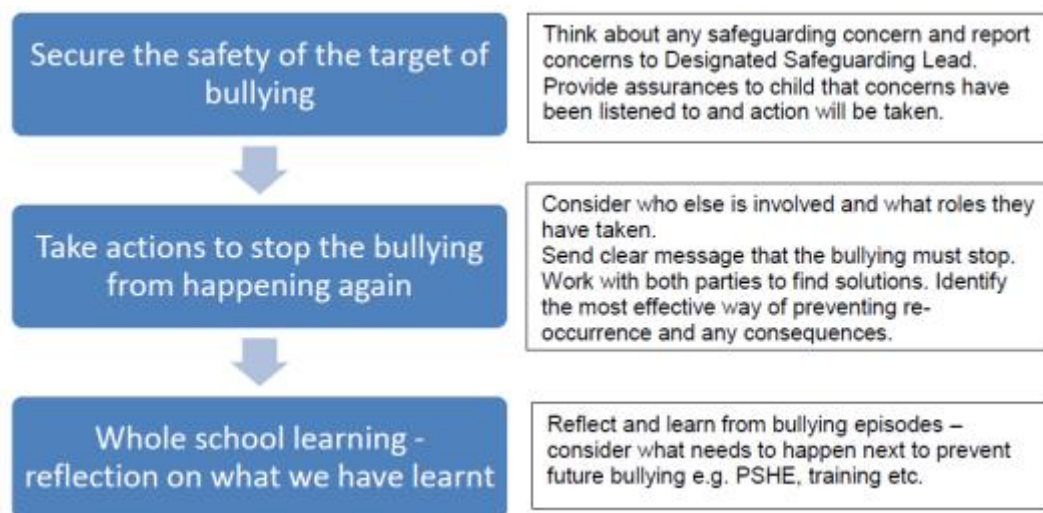 Secure the safety of the target of
bullying
Think about any safeguarding concern and report
concerns to Designated Safeguarding Lead.
Provide assurances to child that concerns have
been listened to and action will be taken.
Take actions to stop the bullying
from happening again
Consider who else is involved and what roles they
have taken.
Send clear message that the bullying must stop.
Work with both parties to find solutions. Identify
the most effective way of preventing re-
occurrence and any consequences.
Whole school learning -
reflection on what we have learnt
Reflect and learn from bullying episodes –
consider what needs to happen next to prevent
future bullying e.g. PSHE, training etc.